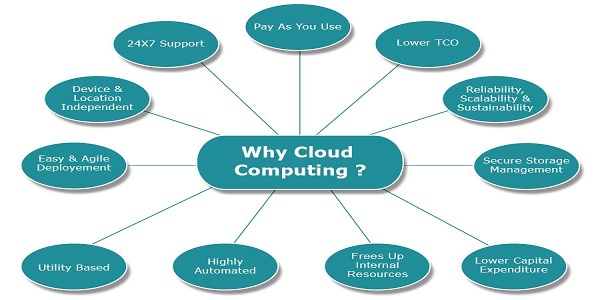 Pay As You Use
24X7 Support
Lower TCO
Device &
Location
Independent
Reliability,
Scalability &
Sustainability
Why Cloud
Computing ?
Easy & Agile
Deployement
Secure Storage
Management
Utility Based
Highly
Automated
Frees Up
Internal
Resources
Lower Capital
Expenditure